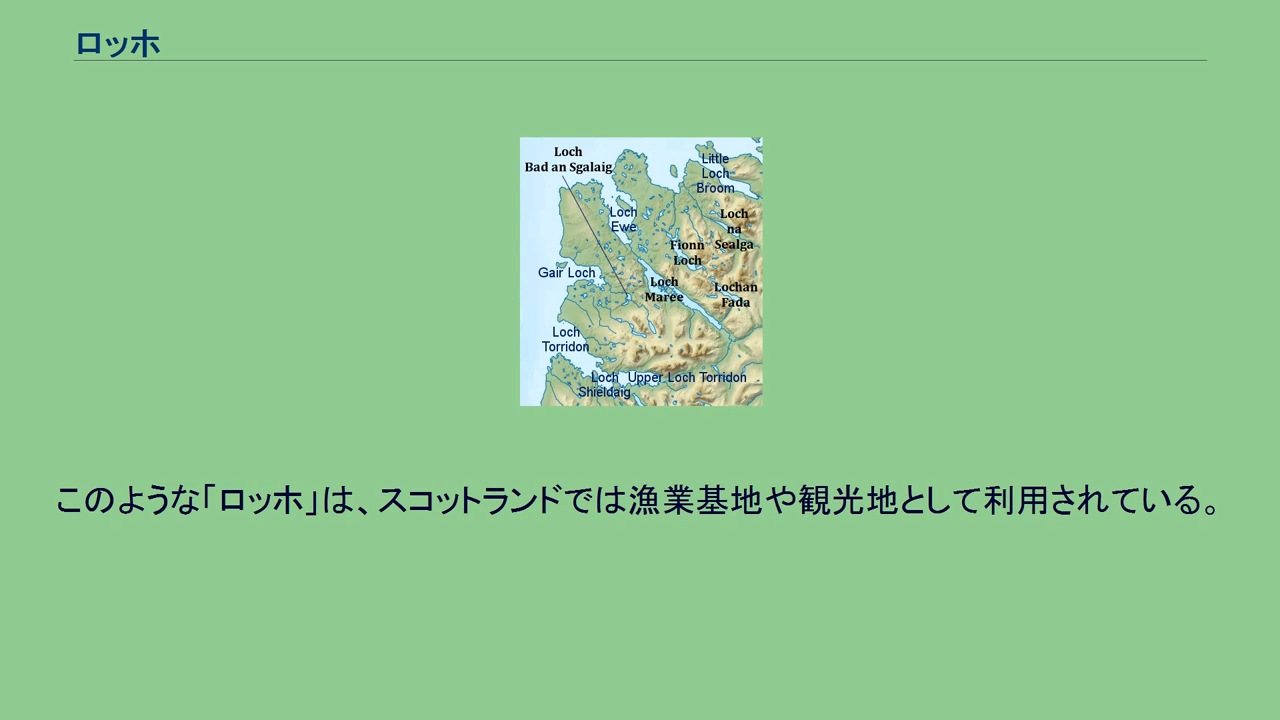 ロッホ
Loch
Bad an Sgalaig
Little
Loch
Broom
Loch
Ewe
Loch
na
Sealga
Fionn
Loch
Gair Loch
Loch
Maree
Lochan
Fada
Loch
Torridon
Loch
Shieldaig
Upper Loch Torridon
このような「ロッホ」は、スコットランドでは漁業基地や観光地として利用されている。